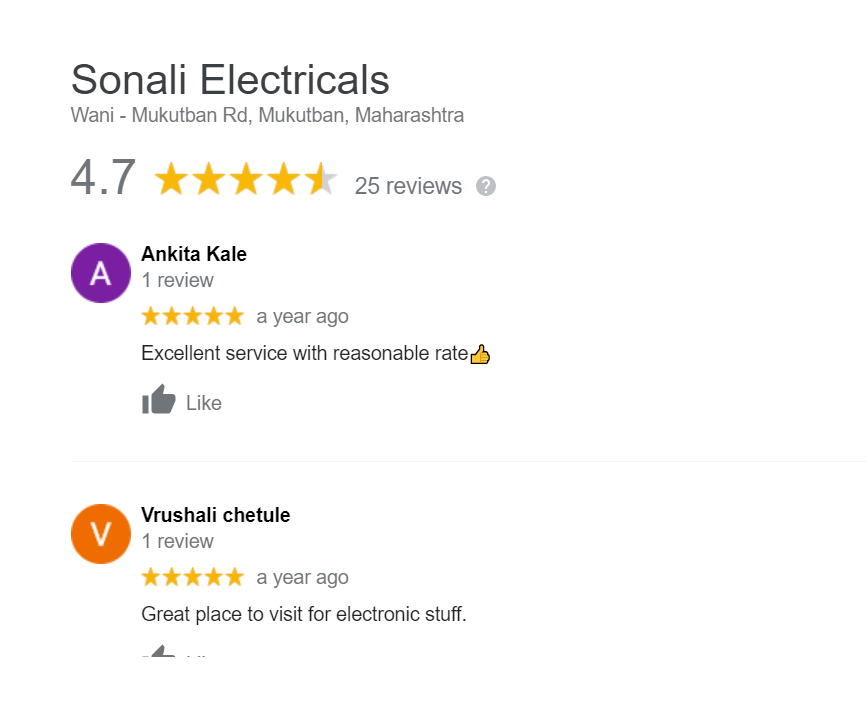 Sonali Electricals
Wani - Mukutban Rd, Mukutban, Maharashtra
4.7 25 reviews ?
A Ankita Kale
1 review
a year ago
Excellent service with reasonable rate👍
Like
V Vrushali chetule
1 review
a year ago
Great place to visit for electronic stuff.